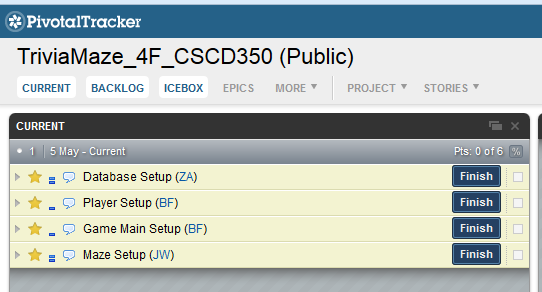 PivotalTracker
TriviaMaze_4F_CSCD350 (Public)
CURRENT BACKLOG ICEBOX EPICS MORE PROJECT STORIES
CURRENT
1 5 May - Current Pts: 0 of 6 %
Database Setup (ZA) Finish
Player Setup (BF) Finish
Game Main Setup (BF) Finish
Maze Setup (JW) Finish